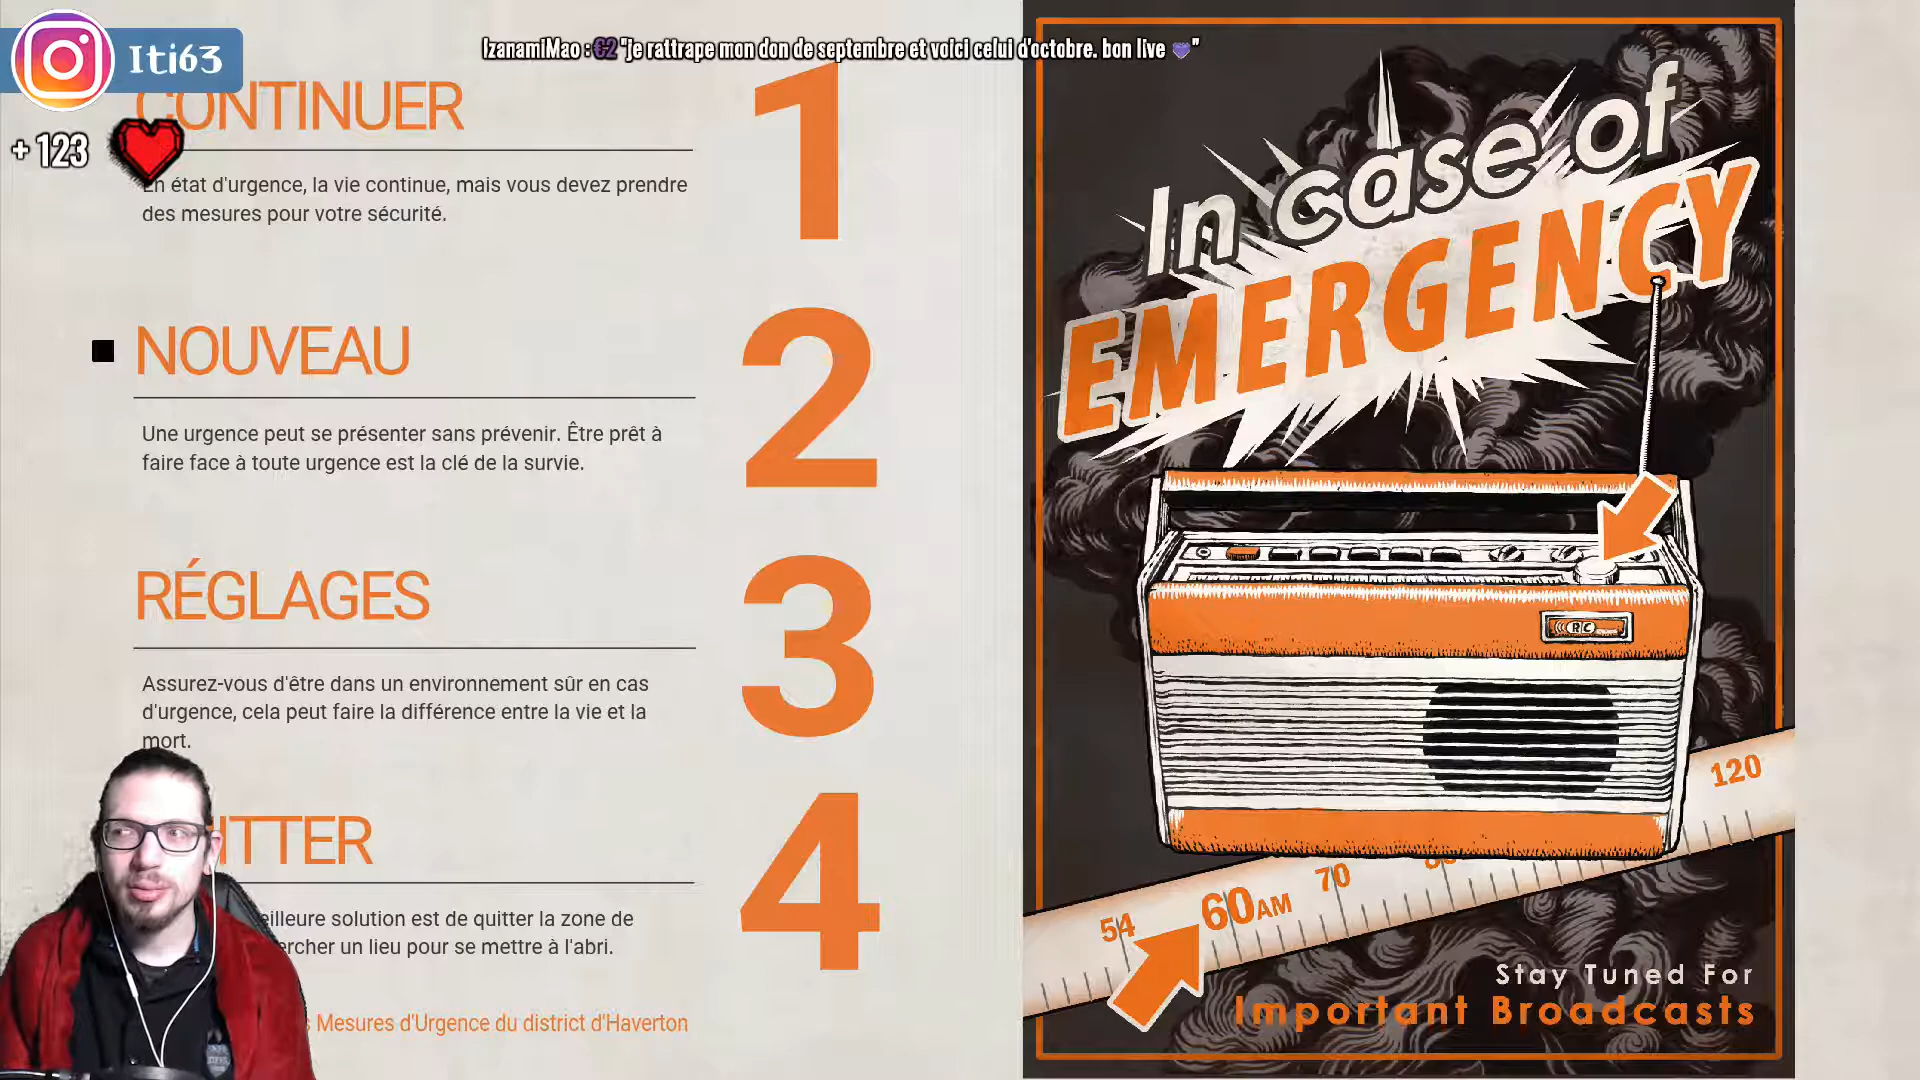 Iti63
IzanamiMao : €2 "je rattrape mon don de septembre et voici celui d'octobre. bon live 💜"
+ 123
CONTINUER
1
En état d'urgence, la vie continue, mais vous devez prendre
des mesures pour votre sécurité.
NOUVEAU
2
Une urgence peut se présenter sans prévenir. Être prêt à
faire face à toute urgence est la clé de la survie.
RÉGLAGES
3
Assurez-vous d'être dans un environnement sûr en cas
d'urgence, cela peut faire la différence entre la vie et la
mort.
ITTER
4
eilleure solution est de quitter la zone de
ercher un lieu pour se mettre à l'abri.
Mesures d'Urgence du district d'Haverton
In case of
EMERGENCY
RC
120
70
60AM
54
Stay Tuned For
Important Broadcasts